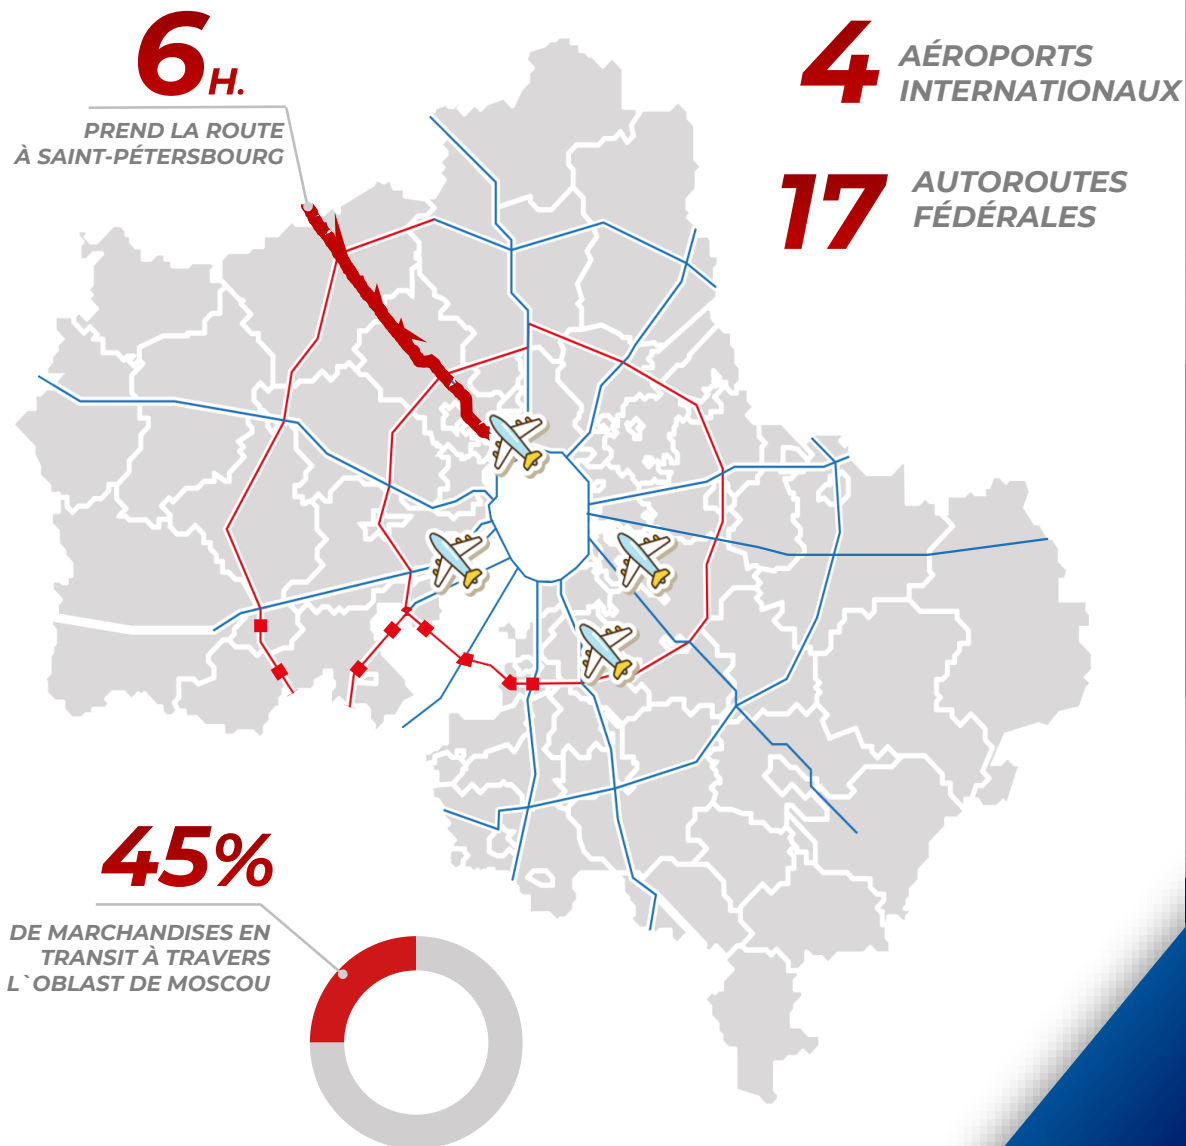 6H.
PREND LA ROUTE
À SAINT-PÉTERSBOURG
4 AÉROPORTS
INTERNATIONAUX
17 AUTOROUTES
FÉDÉRALES
45%
DE MARCHANDISES EN
TRANSIT À TRAVERS
L`OBLAST DE MOSCOU